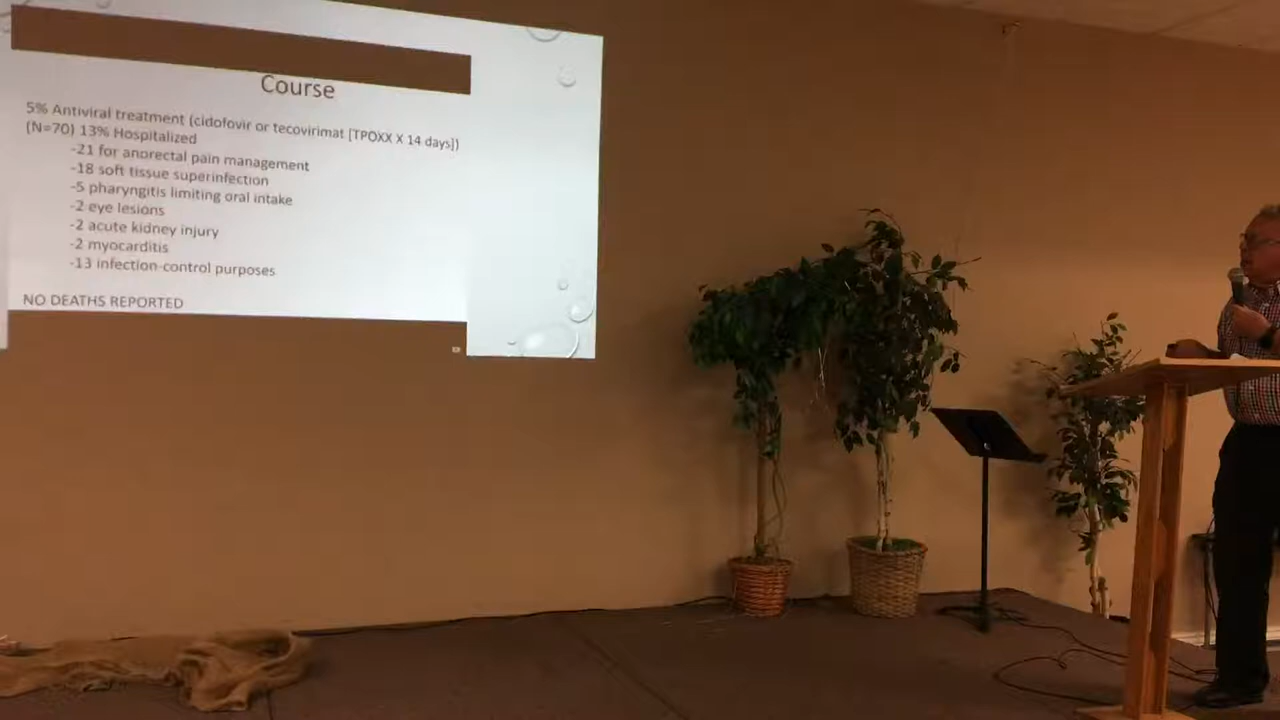 Course
5% Antiviral treatment (cidofovir or tecovirimat [TPOXX X 14 days])
(N=70) 13% Hospitalized
-21 for anorectal pain management
-18 soft tissue superinfection
-5 pharyngitis limiting oral intake
-2 eye lesions
-2 acute kidney injury
-2 myocarditis
-13 infection-control purposes
NO DEATHS REPORTED